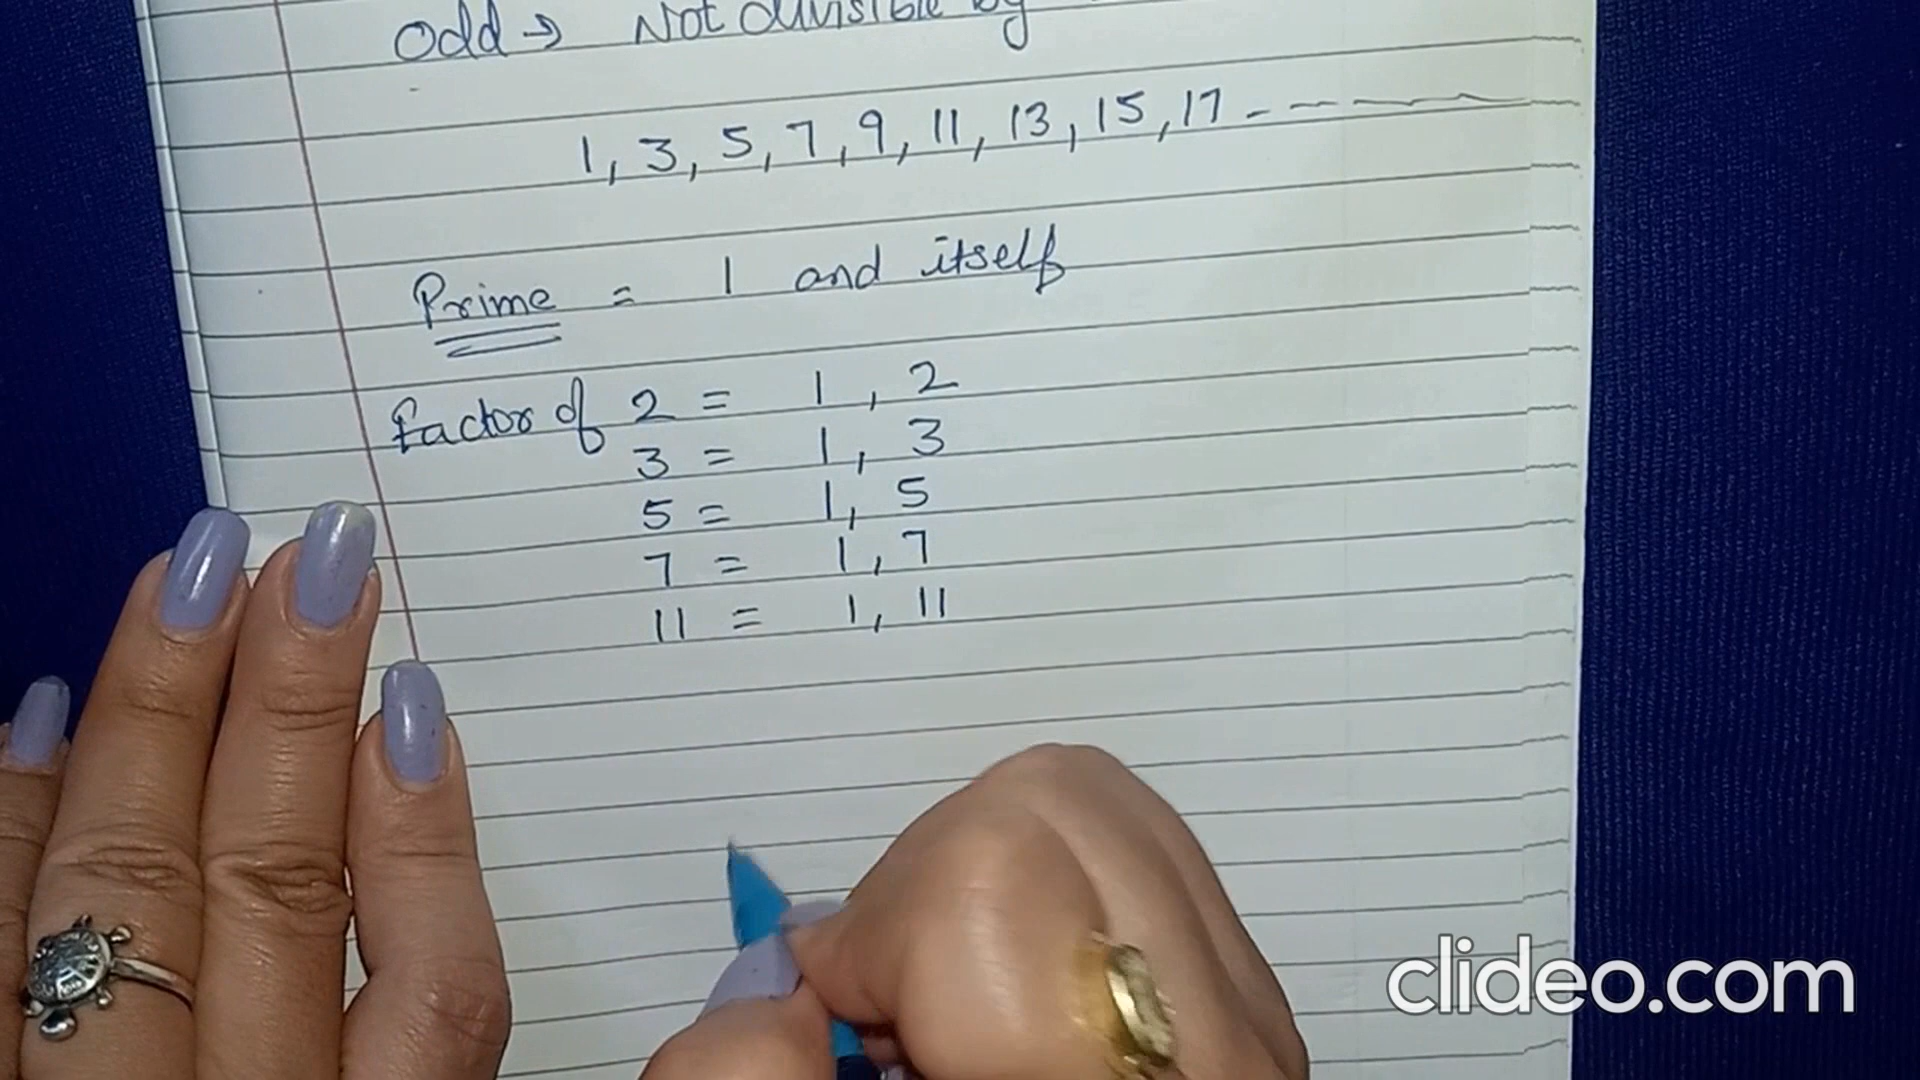 Odd → Not divisible by
1, 3, 5, 7, 9, 11, 13, 15, 17 - - - -
Prime = 1 and itself
Factor of 2 = 1, 2
3 = 1, 3
5 = 1, 5
7 = 1, 7
11 = 1, 11
clideo.com